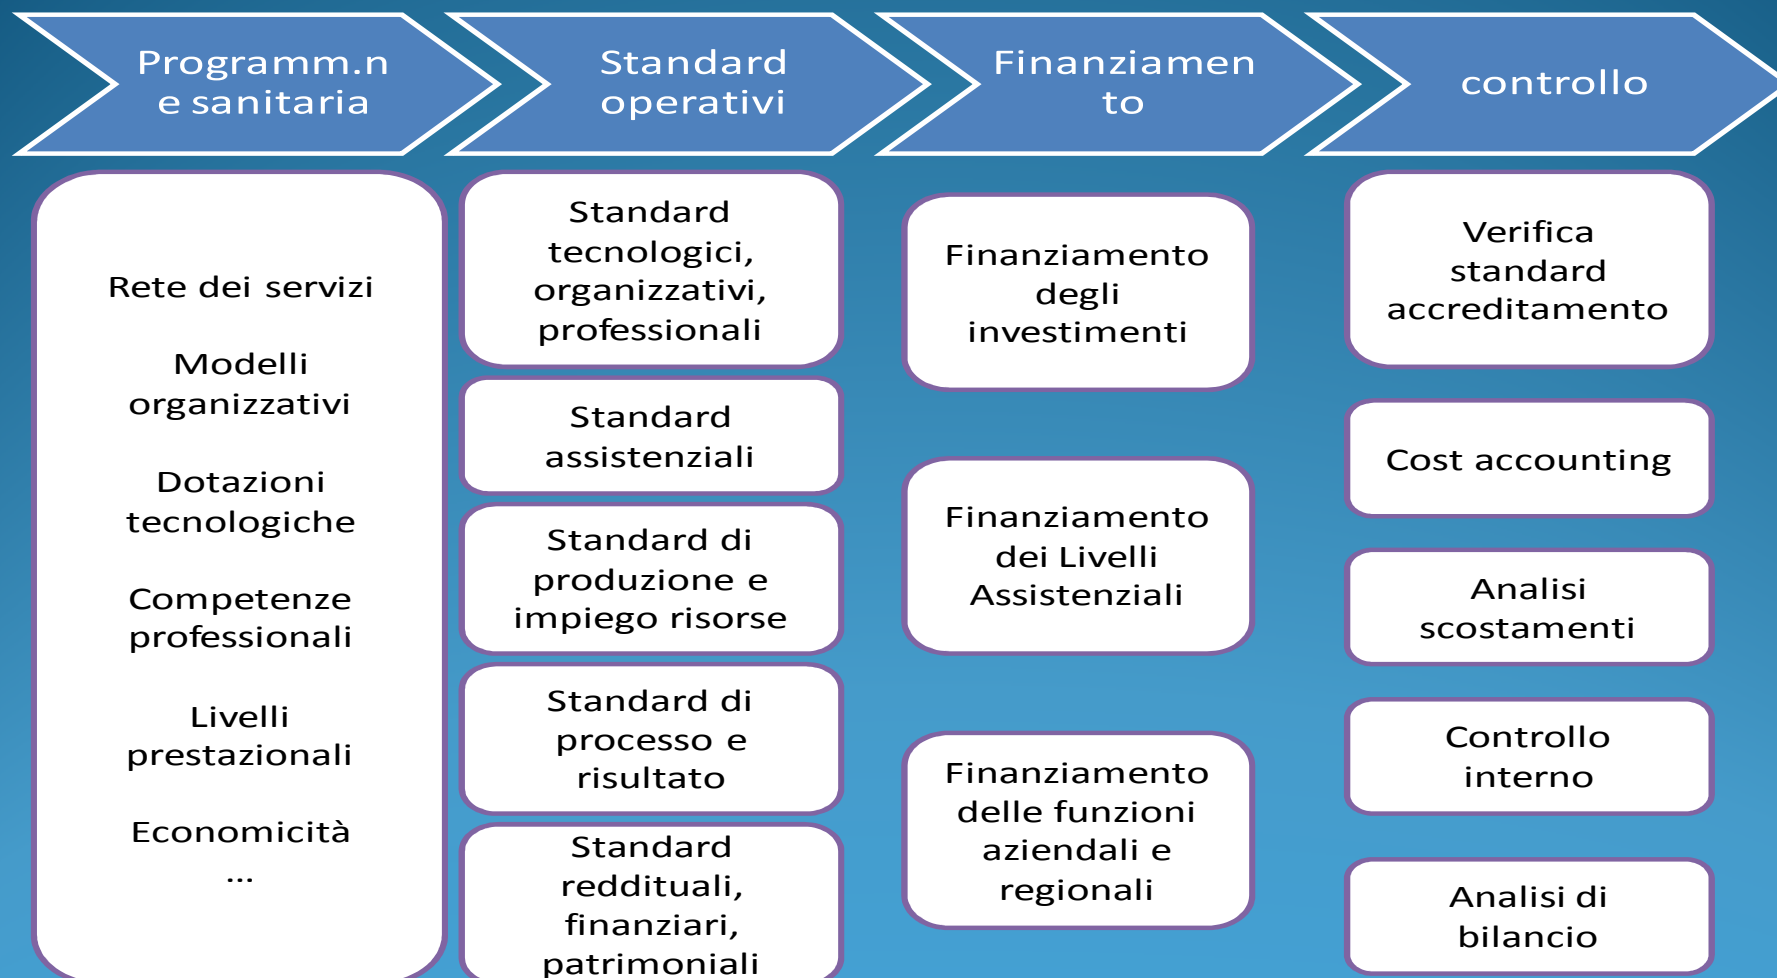 Programm.n
e sanitaria
Standard
operativi
Finanziamen
to
controllo
Rete dei servizi
Modelli
organizzativi
Dotazioni
tecnologiche
Competenze
professionali
Livelli
prestazionali
Economicità
...
Standard
tecnologici,
organizzativi,
professionali
Standard
assistenziali
Standard di
produzione e
impiego risorse
Standard di
processo e
risultato
Standard
reddituali,
finanziari,
patrimoniali
Finanziamento
degli
investimenti
Finanziamento
dei Livelli
Assistenziali
Finanziamento
delle funzioni
aziendali e
regionali
Verifica
standard
accreditamento
Cost accounting
Analisi
scostamenti
Controllo
interno
Analisi di
bilancio